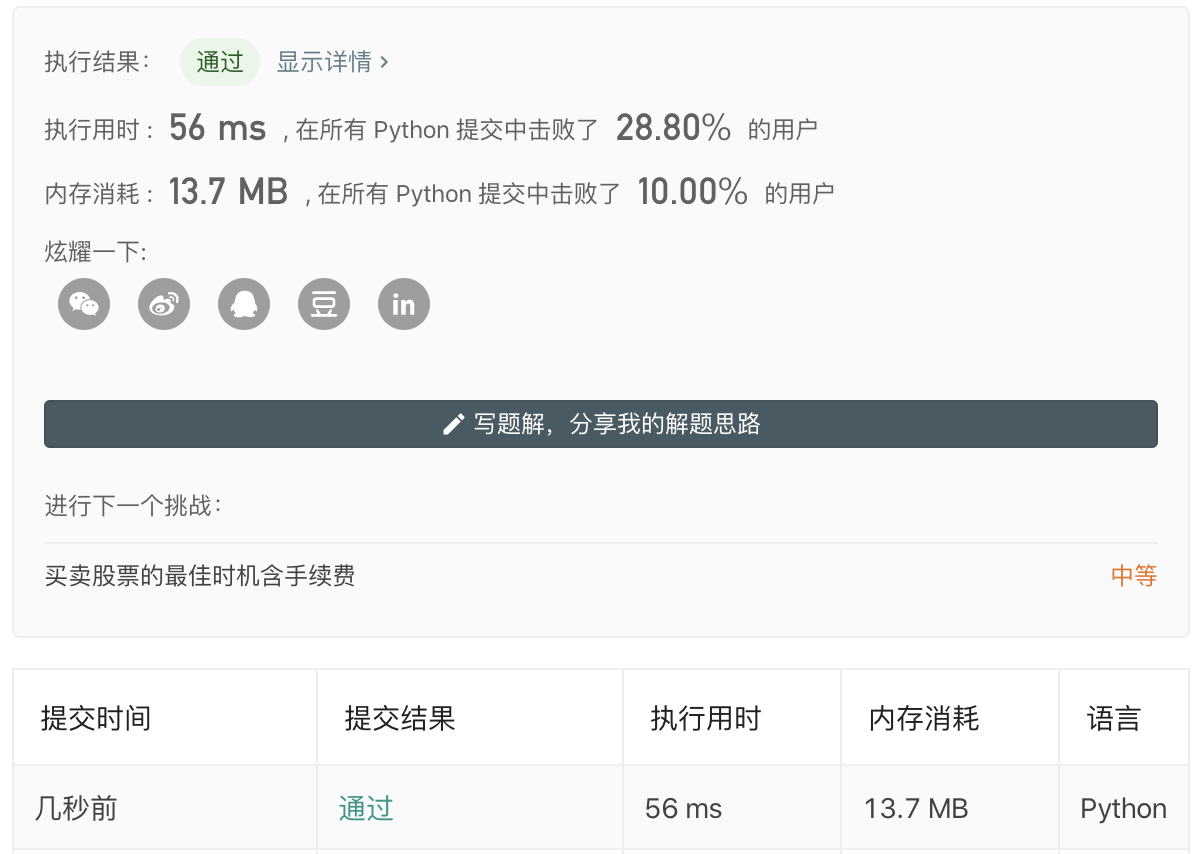 执行结果： 通过 显示详情 ›
执行用时 : 56 ms , 在所有 Python 提交中击败了 28.80% 的用户
内存消耗 : 13.7 MB , 在所有 Python 提交中击败了 10.00% 的用户
炫耀一下:
豆 in
写题解，分享我的解题思路
进行下一个挑战：
买卖股票的最佳时机含手续费 中等
提交时间 提交结果 执行用时 内存消耗 语言
几秒前 通过 56 ms 13.7 MB Python